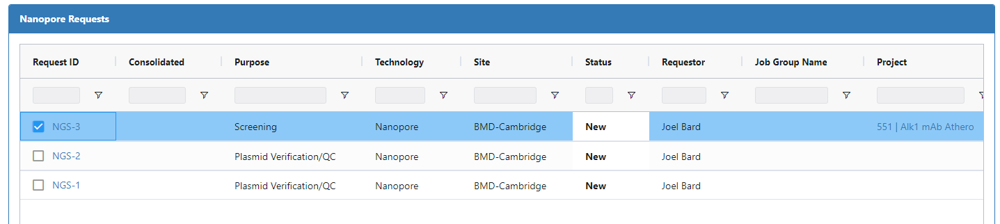 Nanopore Requests
Request ID Consolidated Purpose Technology Site Status Requestor Job Group Name Project
NGS-3 Screening Nanopore BMD-Cambridge New Joel Bard 551 | Alk1 mAb Athero
NGS-2 Plasmid Verification/QC Nanopore BMD-Cambridge New Joel Bard
NGS-1 Plasmid Verification/QC Nanopore BMD-Cambridge New Joel Bard